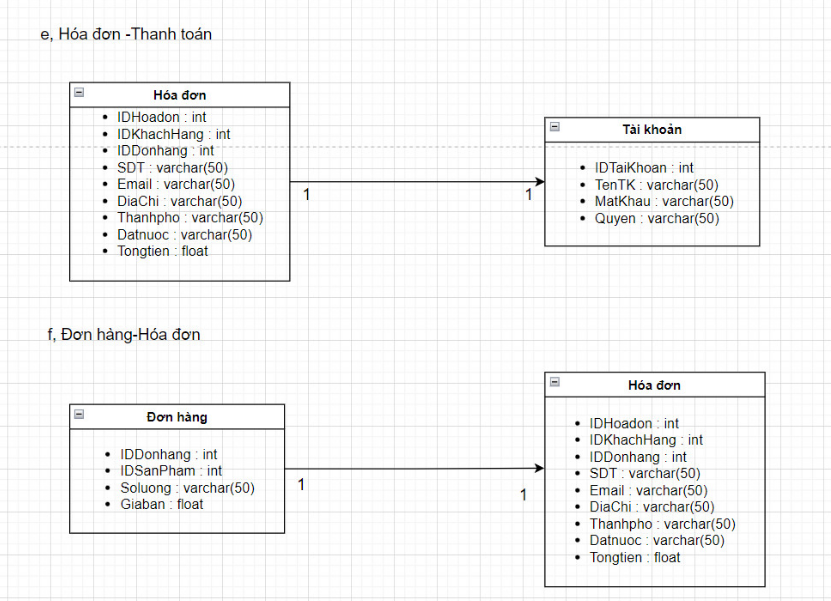 e, Hóa đơn -Thanh toán
Hóa đơn
IDHoadon : int
IDKhachHang : int
IDDonhang : int
SDT : varchar(50)
Email : varchar(50)
DiaChi : varchar(50)
Thanhpho : varchar(50)
Datnuoc : varchar(50)
Tongtien : float
1
1
Tài khoản
IDTaiKhoan : int
TenTK : varchar(50)
MatKhau : varchar(50)
Quyen : varchar(50)
f, Đơn hàng-Hóa đơn
Đơn hàng
IDDonhang : int
IDSanPham : int
Soluong : varchar(50)
Giaban : float
1
1
Hóa đơn
IDHoadon : int
IDKhachHang : int
IDDonhang : int
SDT : varchar(50)
Email : varchar(50)
DiaChi : varchar(50)
Thanhpho : varchar(50)
Datnuoc : varchar(50)
Tongtien : float